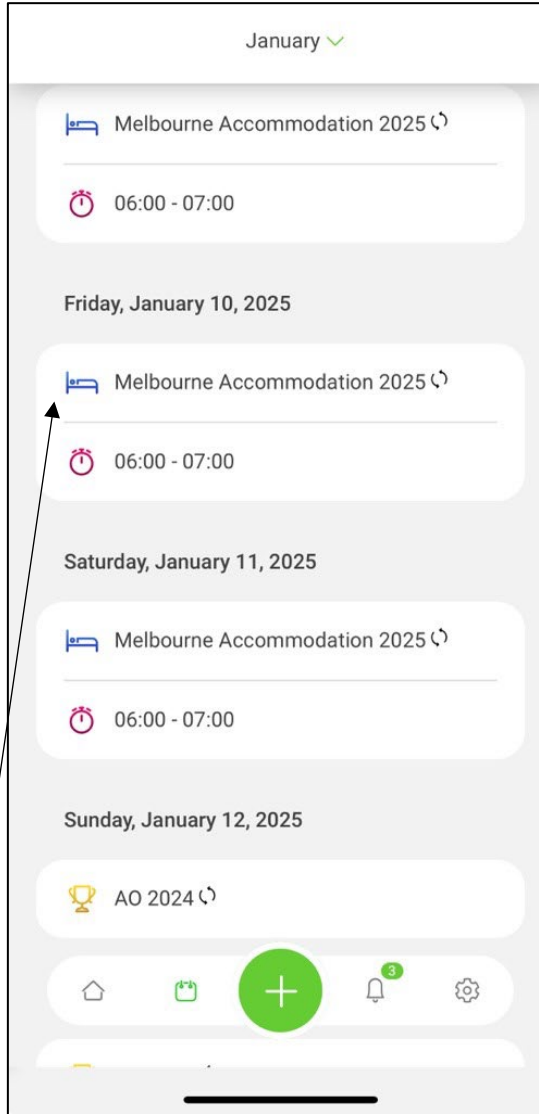 January
Melbourne Accommodation 2025
06:00 - 07:00
Friday, January 10, 2025
Melbourne Accommodation 2025
06:00 - 07:00
Saturday, January 11, 2025
Melbourne Accommodation 2025
06:00 - 07:00
Sunday, January 12, 2025
AO 2024
3